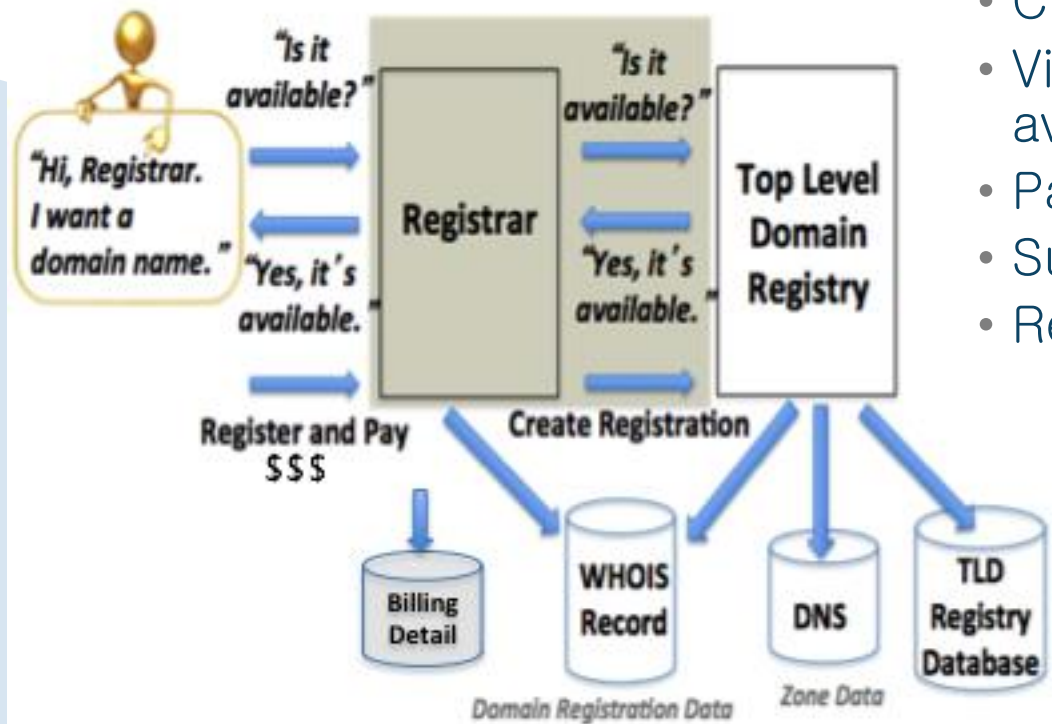 "Hi, Registrar.
I want a
domain name."
"Is it
available?"
"Yes, it's
available."
Register and Pay
$$$
Registrar
"Is it
available?"
"Yes, it's
available."
Create Registration
Top Level
Domain
Registry
Billing
Detail
WHOIS
Record
Domain Registration Data
DNS
Zone Data
TLD
Registry
Database